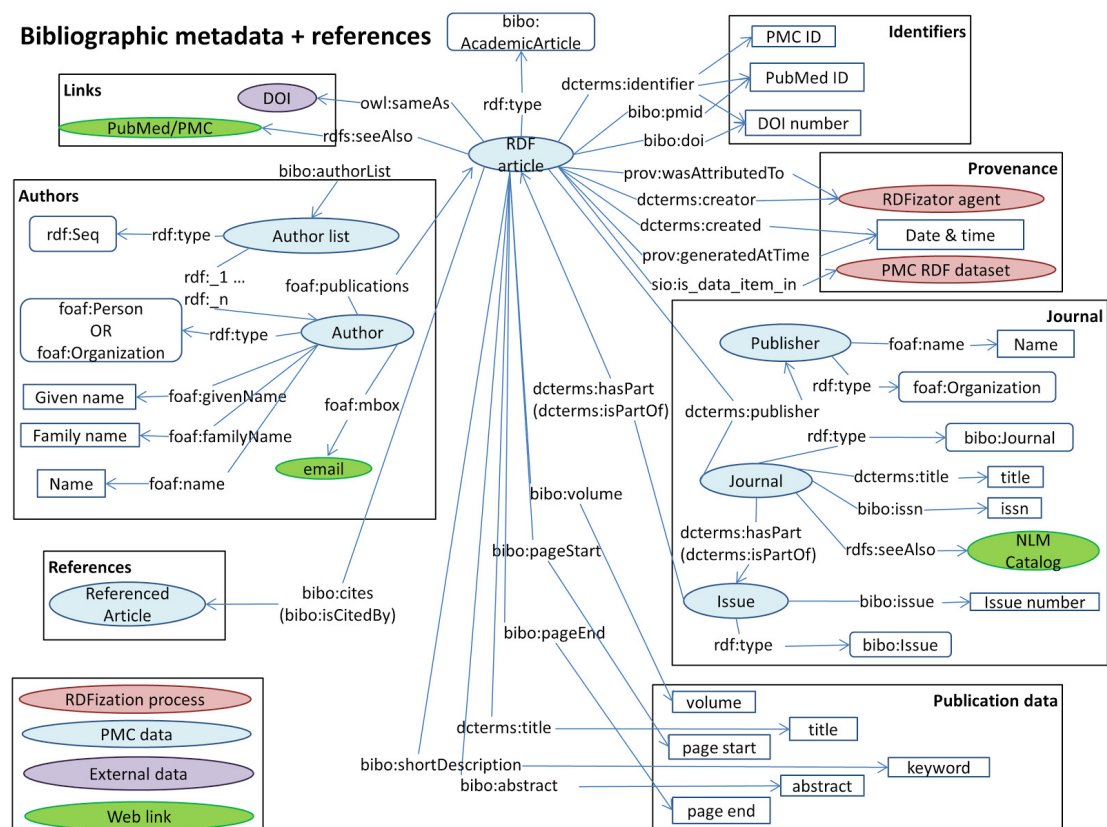 Bibliographic metadata + references
bibo:
AcademicArticle
rdf:type
RDF
article
Links
DOI
owl:sameAs
PubMed/PMC
rdfs:seeAlso
Identifiers
PMC ID
PubMed ID
DOI number
dcterms:identifier
bibo:pmid
bibo:doi
Provenance
prov:wasAttributedTo
RDFizator agent
dcterms:creator
dcterms:created
Date & time
prov:generatedAtTime
sio:is_data_item_in
PMC RDF dataset
bibo:authorList
Authors
rdf:Seq
rdf:type
Author list
rdf:_1 ...
rdf:_n
foaf:publications
foaf:Person
OR
foaf:Organization
rdf:type
Author
Given name
foaf:givenName
foaf:mbox
Family name
foaf:familyName
email
Name
foaf:name
Journal
Publisher
foaf:name
Name
rdf:type
foaf:Organization
dcterms:publisher
rdf:type
bibo:Journal
Journal
dcterms:title
title
bibo:issn
issn
dcterms:hasPart
(dcterms:isPartOf)
rdfs:seeAlso
NLM
Catalog
Issue
bibo:issue
Issue number
rdf:type
bibo:Issue
dcterms:hasPart
(dcterms:isPartOf)
bibo:volume
bibo:pageStart
bibo:pageEnd
References
Referenced
Article
bibo:cites
(bibo:isCitedBy)
Publication data
volume
dcterms:title
title
page start
bibo:shortDescription
keyword
bibo:abstract
abstract
page end
RDFization process
PMC data
External data
Web link